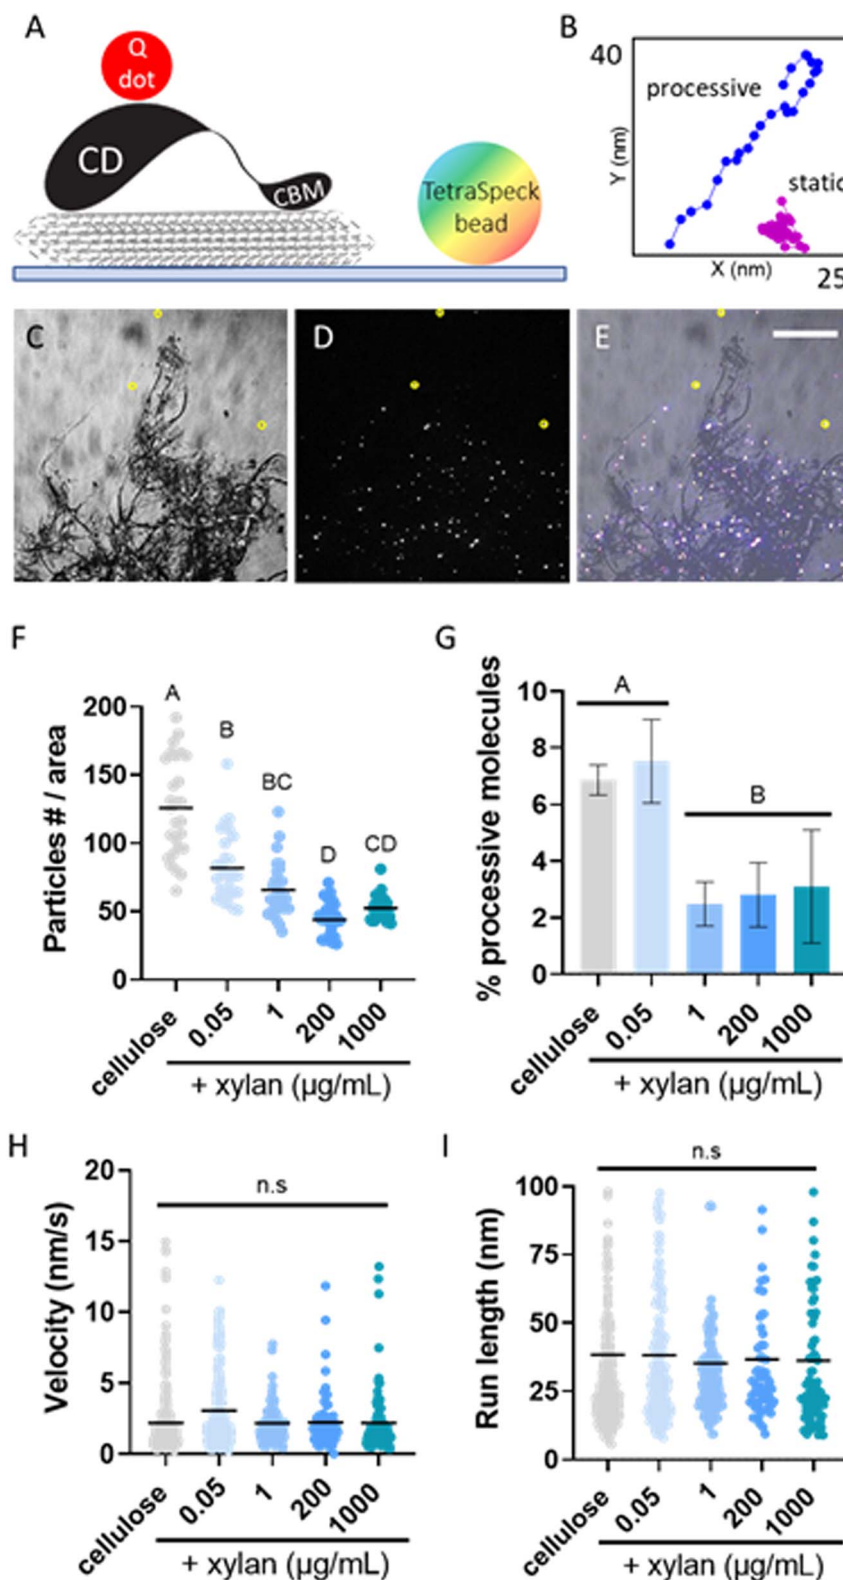 A
Q
dot
CD
CBM
TetraSpeck
bead
B
40
processive
static
Y (nm)
X (nm)
25
C
D
E
F
A
B
BC
D
CD
Particles # / area
200
150
100
50
0
cellulose
0.05
1
200
1000
+ xylan (µg/mL)
G
A
B
% processive molecules
10
8
6
4
2
0
cellulose
0.05
1
200
1000
+ xylan (µg/mL)
H
n.s
Velocity (nm/s)
20
15
10
5
0
cellulose
0.05
1
200
1000
+ xylan (µg/mL)
I
n.s
Run length (nm)
100
75
50
25
0
cellulose
0.05
1
200
1000
+ xylan (µg/mL)